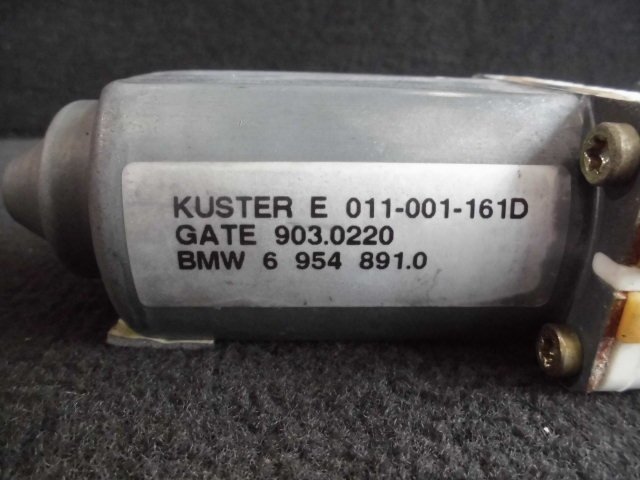 KUSTER E 011-001-161D
GATE 903.0220
BMW 6 954 891.0